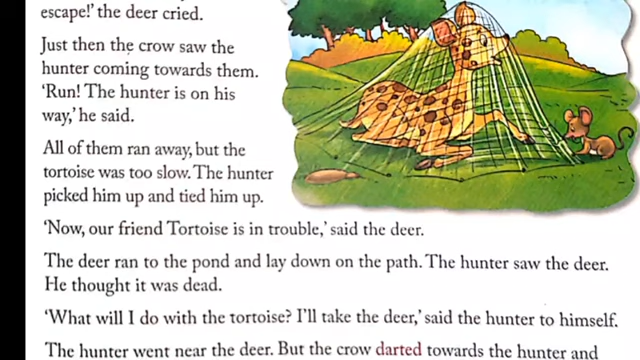 escape!' the deer cried.
Just then the crow saw the
hunter coming towards them.
'Run! The hunter is on his
way,' he said.
All of them ran away, but the
tortoise was too slow. The hunter
picked him up and tied him up.
'Now, our friend Tortoise is in trouble,' said the deer.
The deer ran to the pond and lay down on the path. The hunter saw the deer.
He thought it was dead.
'What will I do with the tortoise? I'll take the deer,' said the hunter to himself.
The hunter went near the deer. But the crow darted towards the hunter and